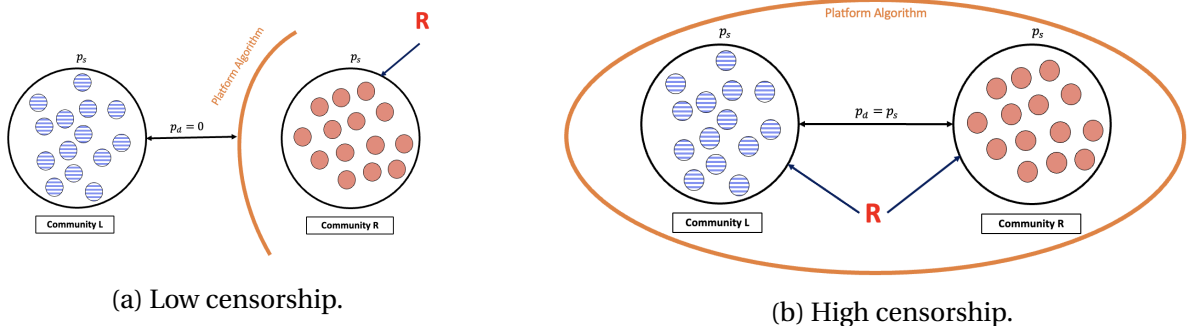 R
Platform Algorithm
p_s
p_s
p_d = 0
Community L
Community R
(a) Low censorship.
Platform Algorithm
p_s
p_s
p_d = p_s
R
Community L
Community R
(b) High censorship.